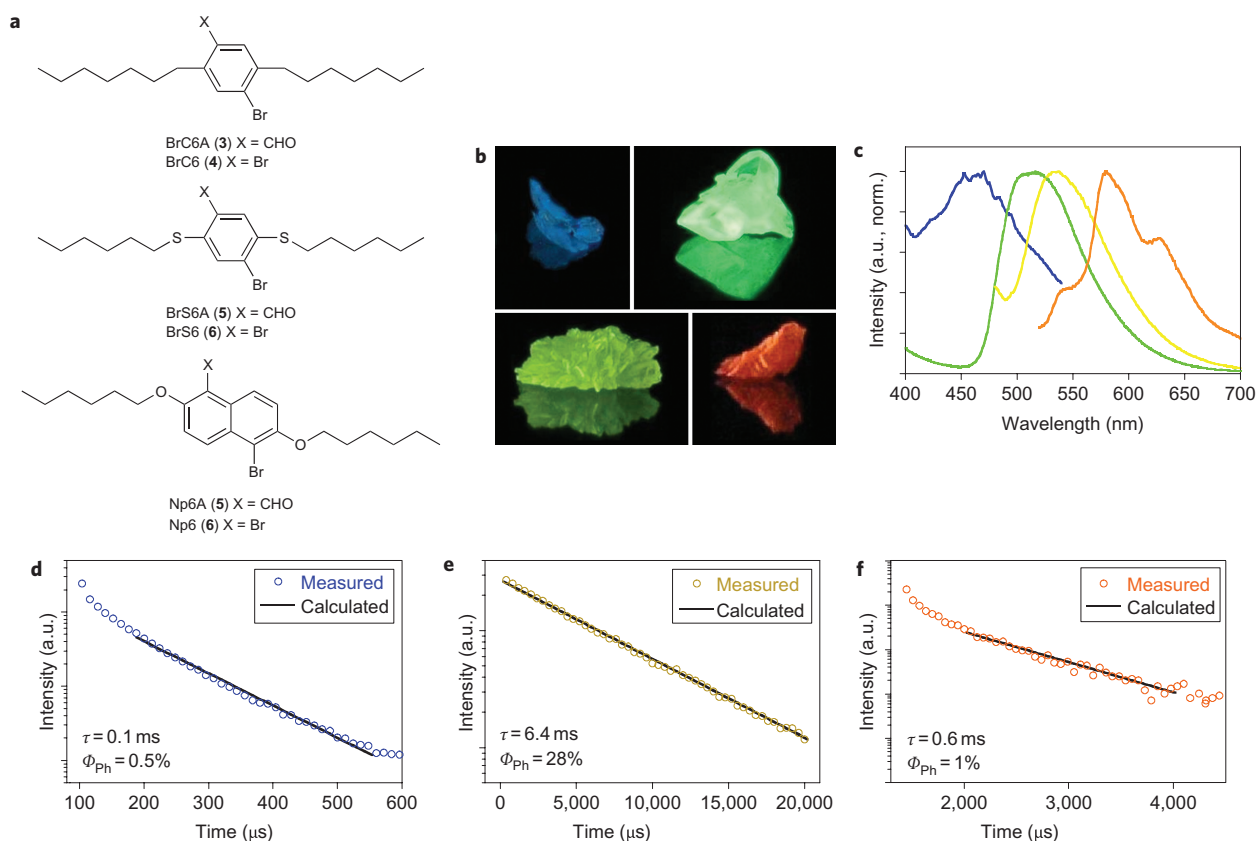 a
X
Br
BrC6A (3) X = CHO
BrC6 (4) X = Br
X
S
S
Br
BrS6A (5) X = CHO
BrS6 (6) X = Br
X
O
O
Br
Np6A (5) X = CHO
Np6 (6) X = Br
b
c
Intensity (a.u., norm.)
400 450 500 550 600 650 700
Wavelength (nm)
d
Measured
Calculated
Intensity (a.u.)
τ = 0.1 ms
ΦPh = 0.5%
100 200 300 400 500 600
Time (μs)
e
Measured
Calculated
Intensity (a.u.)
τ = 6.4 ms
ΦPh = 28%
0 5,000 10,000 15,000 20,000
Time (μs)
f
Measured
Calculated
Intensity (a.u.)
τ = 0.6 ms
ΦPh = 1%
2,000 3,000 4,000
Time (μs)